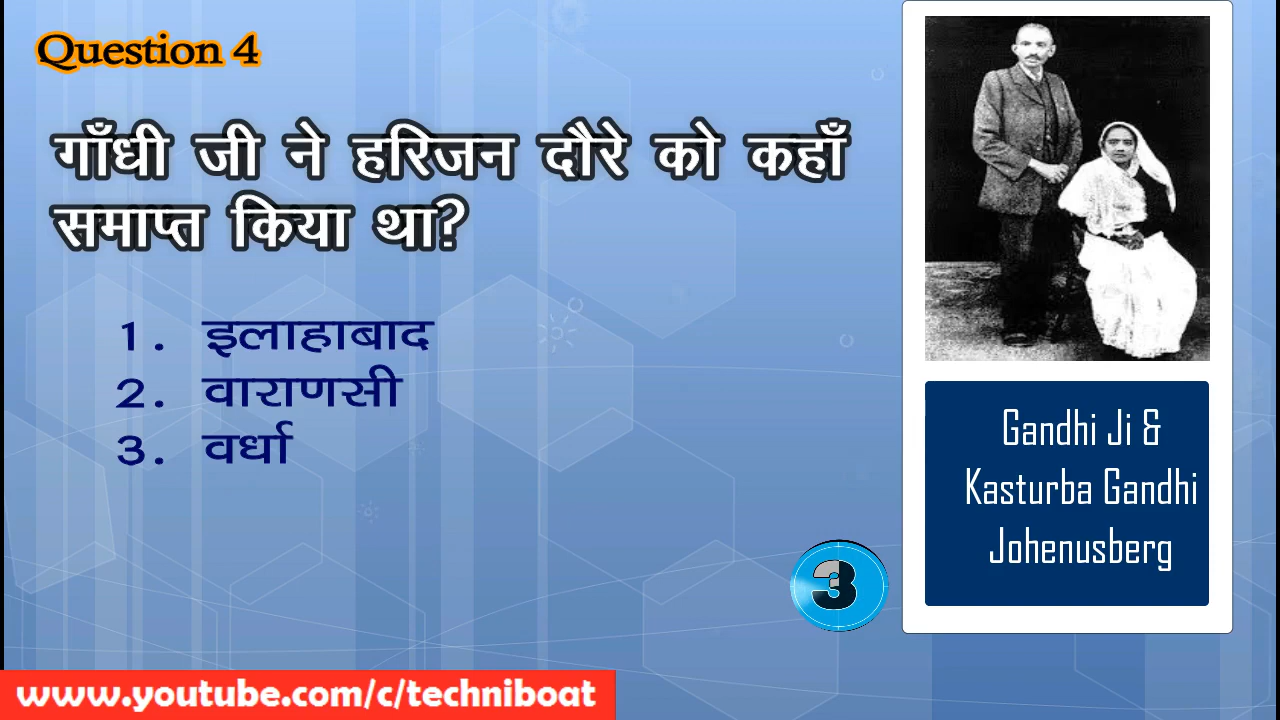 Question 4
गाँधी जी ने हरिजन दौरे को कहाँ
समाप्त किया था?
1. इलाहाबाद
2. वाराणसी
3. वर्धा
3
Gandhi Ji &
Kasturba Gandhi
Johenusberg
www.youtube.com/c/techniboat